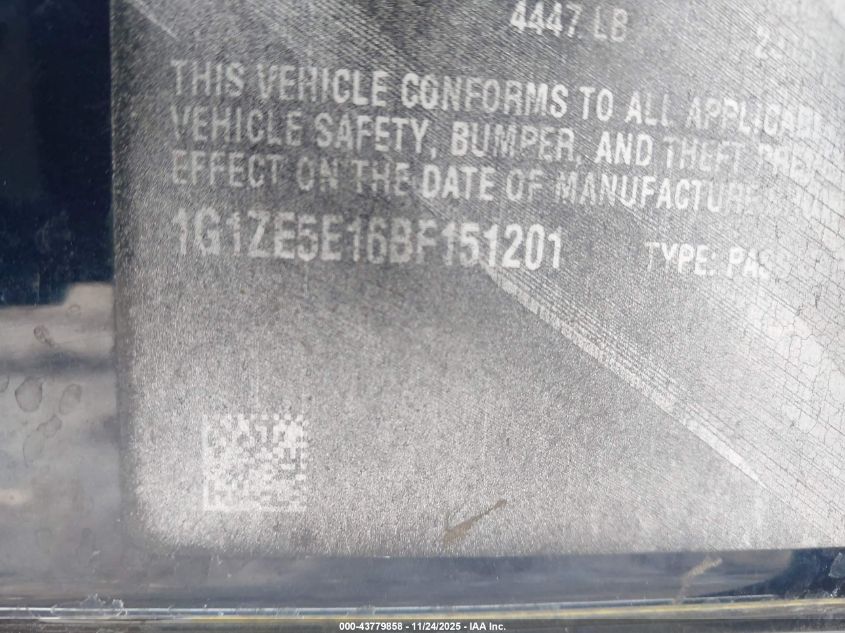 4447 LB
THIS VEHICLE CONFORMS TO ALL
VEHICLE SAFETY, BUMPER, AND THEFT
EFFECT ON THE DATE OF MANUFACTURE
1G1ZE5E16BF151201 TYPE:
000-43779858 - 11/24/2025 - IAA Inc.